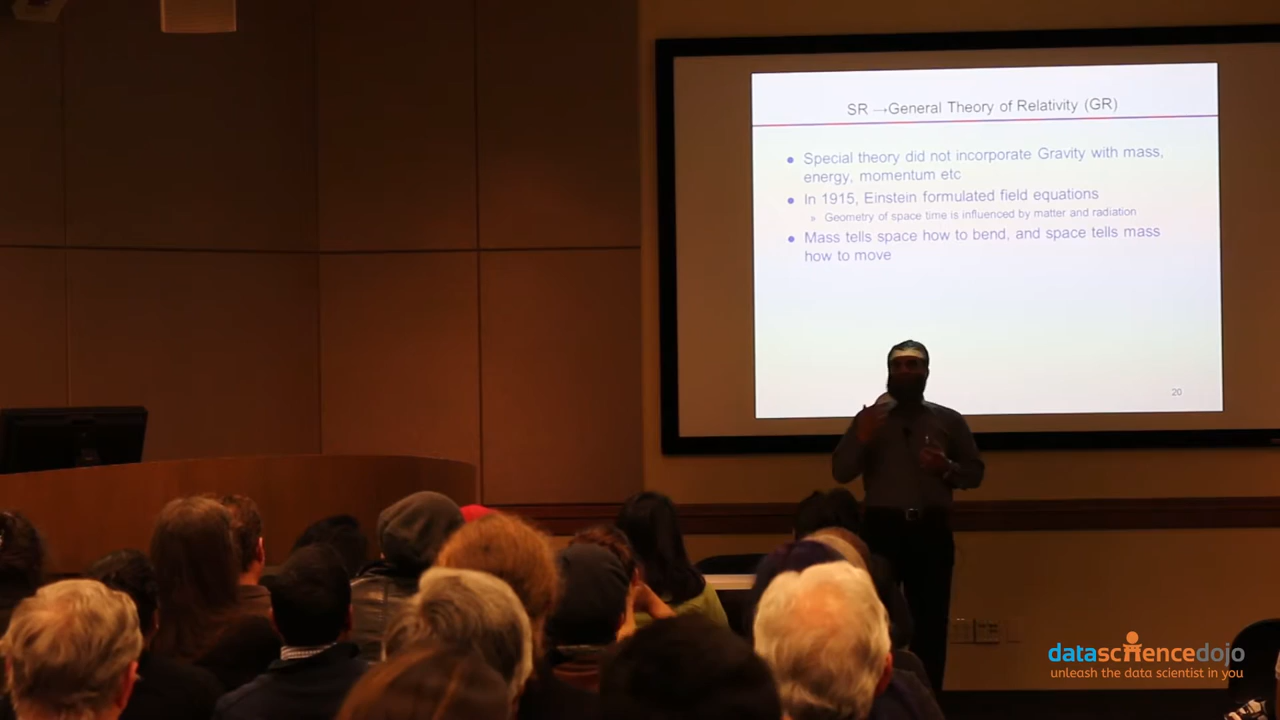 SR →General Theory of Relativity (GR)
● Special theory did not incorporate Gravity with mass,
energy, momentum etc
● In 1915, Einstein formulated field equations
» Geometry of space time is influenced by matter and radiation
● Mass tells space how to bend, and space tells mass
how to move
20
datasciencedojo
unleash the data scientist in you